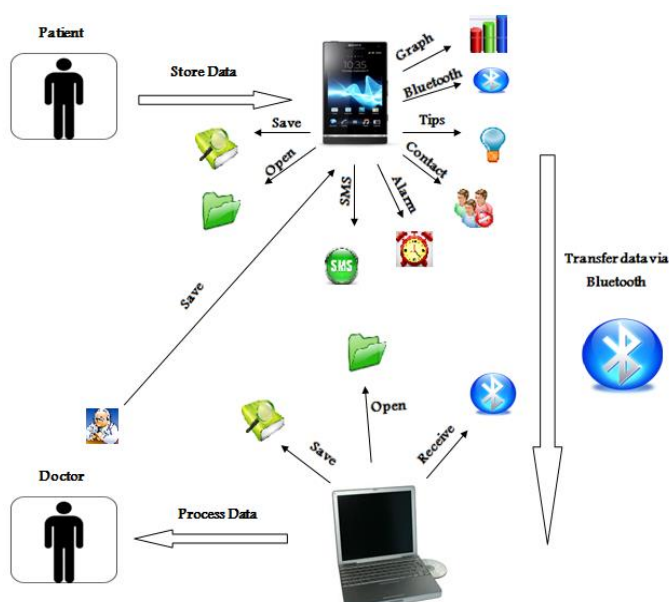 Patient
Store Data
Graph
Bluetooth
Save
Tips
Open
Contact
SMS
Alarm
SMS
Transfer data via
Bluetooth
Save
Open
Save
Receive
Doctor
Process Data